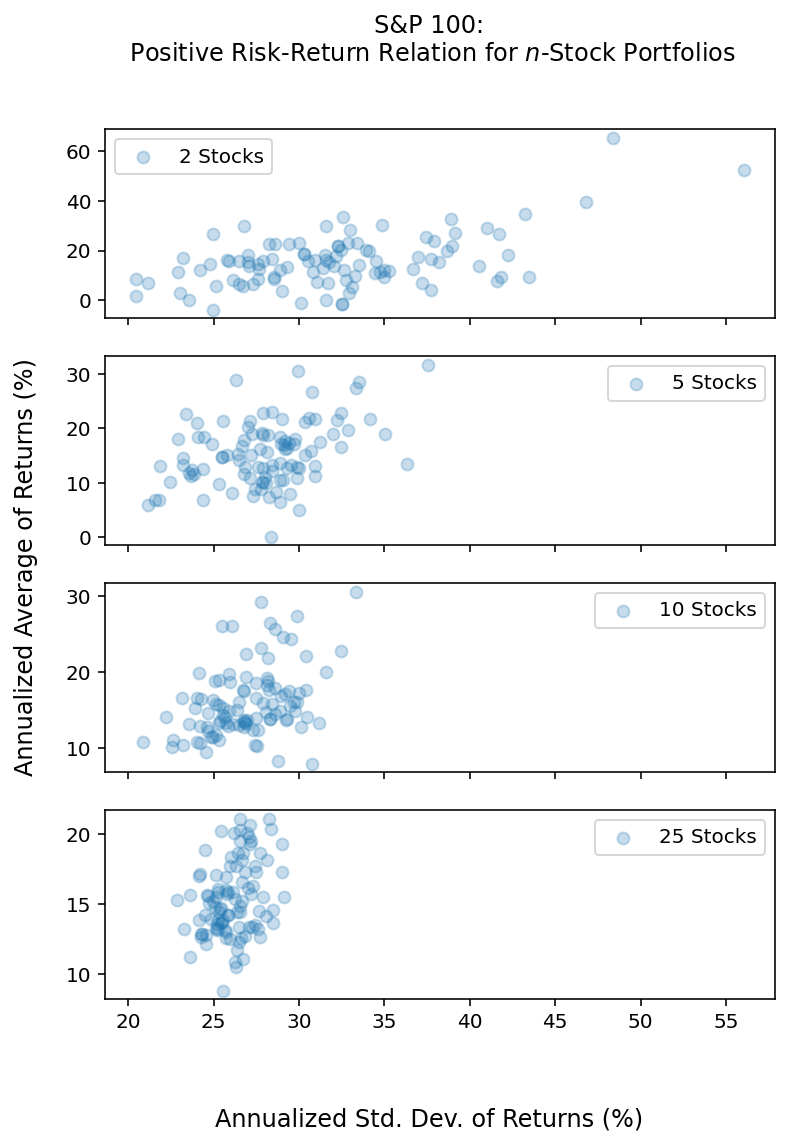 S&P 100:
Positive Risk-Return Relation for n-Stock Portfolios
Annualized Average of Returns (%)
60
40
20
0
2 Stocks
30
20
10
0
5 Stocks
30
20
10
10 Stocks
20
15
10
25 Stocks
20 25 30 35 40 45 50 55
Annualized Std. Dev. of Returns (%)